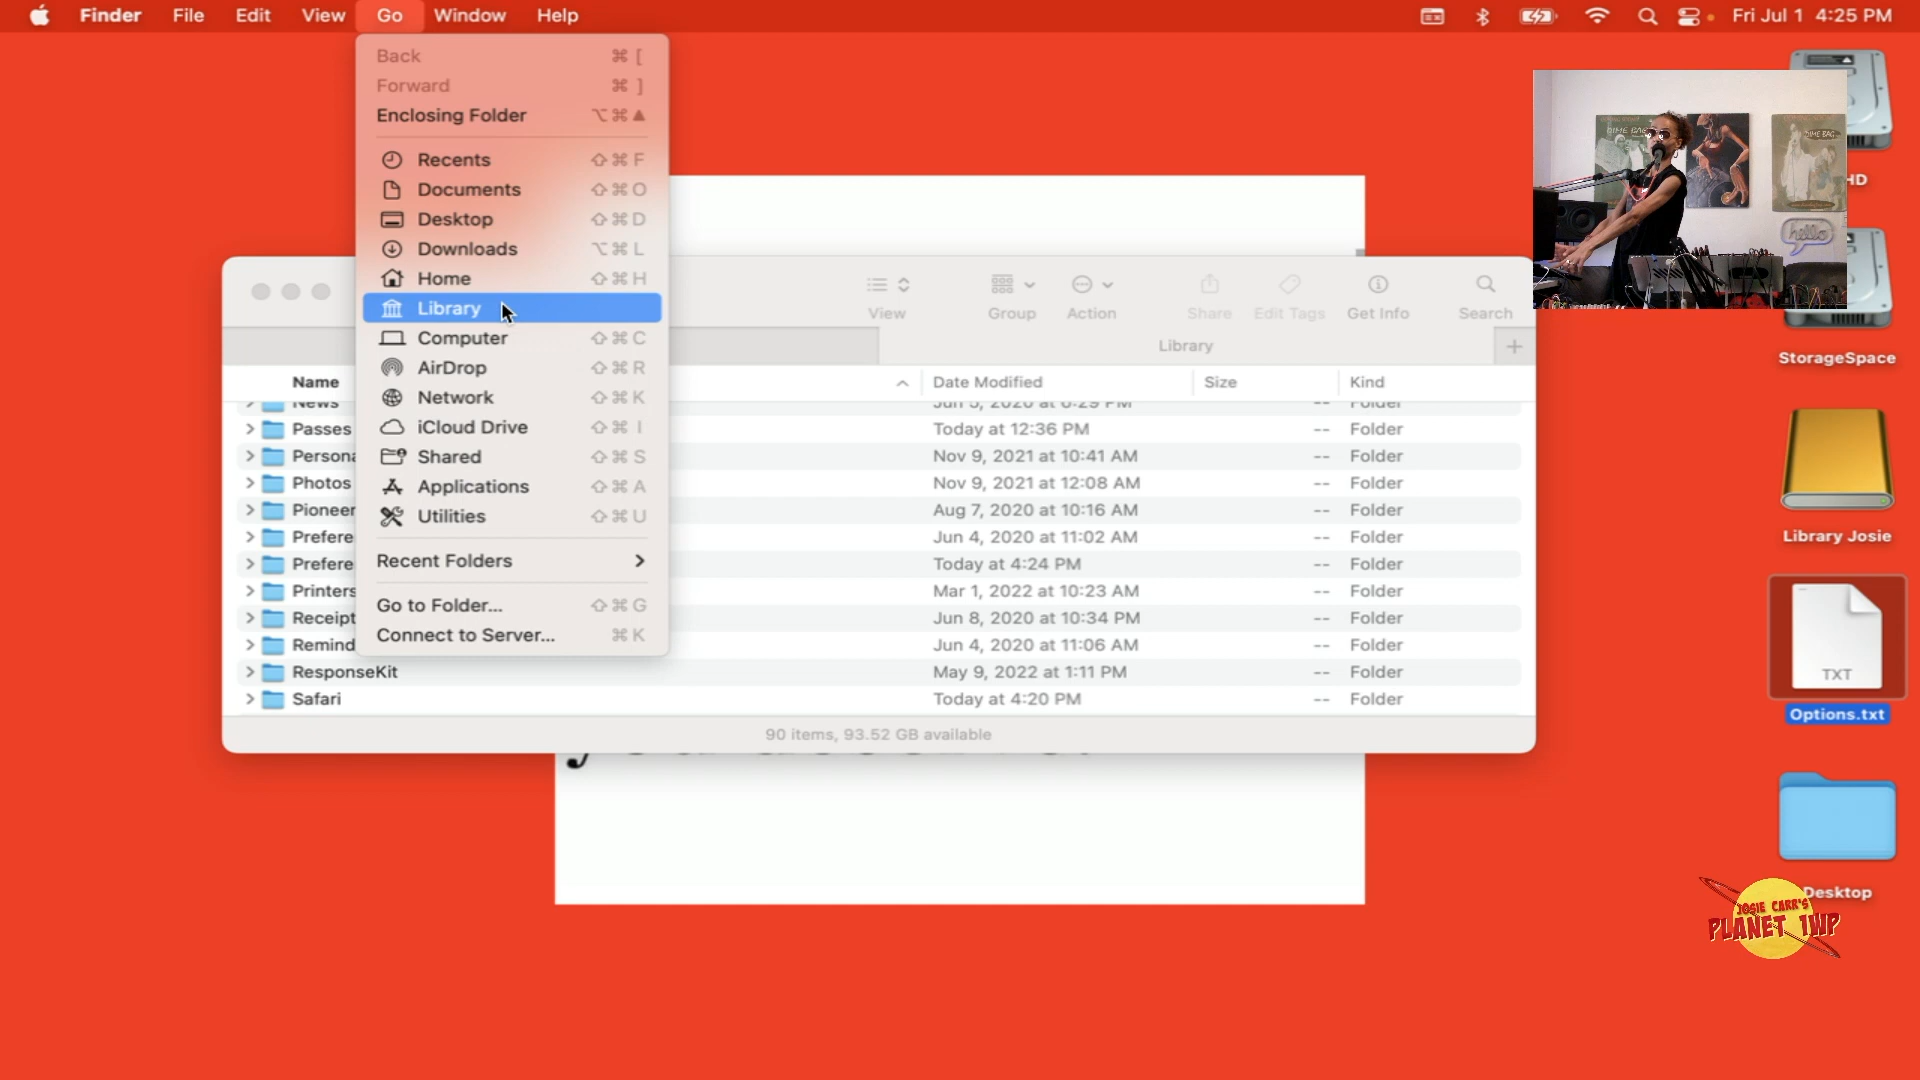 Finder File Edit View Go Window Help Fri Jul 1 4:25 PM
Back ⌘ [
Forward ⌘ ]
Enclosing Folder ⌥⌘▲
Recents ⇧⌘F
Documents ⇧⌘O
Desktop ⇧⌘D
Downloads ⌥⌘L
Home ⇧⌘H
Library
Computer ⇧⌘C
AirDrop ⇧⌘R
Network ⇧⌘K
iCloud Drive ⇧⌘I
Shared ⇧⌘S
Applications ⇧⌘A
Utilities ⇧⌘U
Recent Folders
Go to Folder... ⇧⌘G
Connect to Server... ⌘K
View Group Action Share Edit Tags Get Info Search
Library
Name Date Modified Size Kind
News Jun 5, 2020 at 6:29 PM -- Folder
Passes Today at 12:36 PM -- Folder
Persona Nov 9, 2021 at 10:41 AM -- Folder
Photos Nov 9, 2021 at 12:08 AM -- Folder
Pioneer Aug 7, 2020 at 10:16 AM -- Folder
Prefere Jun 4, 2020 at 11:02 AM -- Folder
Prefere Today at 4:24 PM -- Folder
Printers Mar 1, 2022 at 10:23 AM -- Folder
Receipt Jun 8, 2020 at 10:34 PM -- Folder
Remind Jun 4, 2020 at 11:06 AM -- Folder
ResponseKit May 9, 2022 at 1:11 PM -- Folder
Safari Today at 4:20 PM -- Folder
90 items, 93.52 GB available
DIME BAG
DIME BAG
hello
HD
StorageSpace
Library Josie
TXT
Options.txt
Desktop
JOSIE CARR'S
PLANET IWP